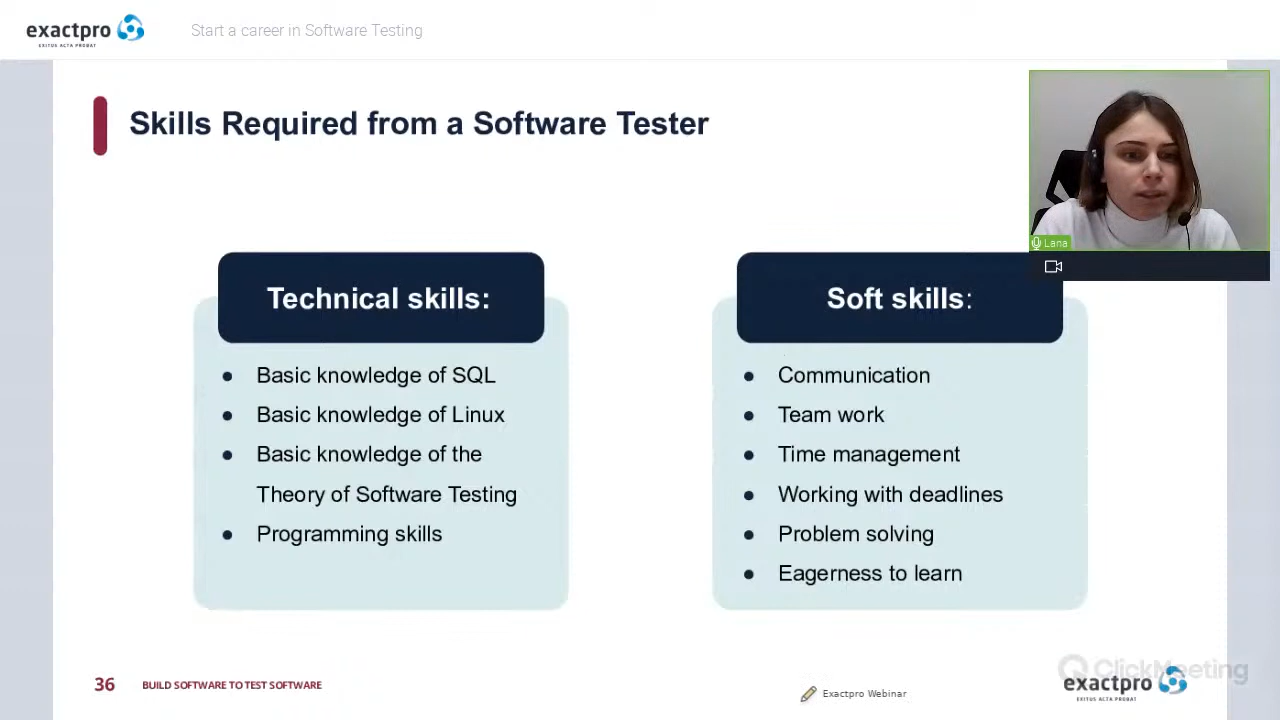 exactpro
EXITUS ACTA PROBAT
Start a career in Software Testing
Skills Required from a Software Tester
Lana
Technical skills:
Basic knowledge of SQL
Basic knowledge of Linux
Basic knowledge of the
Theory of Software Testing
Programming skills
Soft skills:
Communication
Team work
Time management
Working with deadlines
Problem solving
Eagerness to learn
36
BUILD SOFTWARE TO TEST SOFTWARE
Exactpro Webinar
ClickMeeting
exactpro
EXITUS ACTA PROBAT